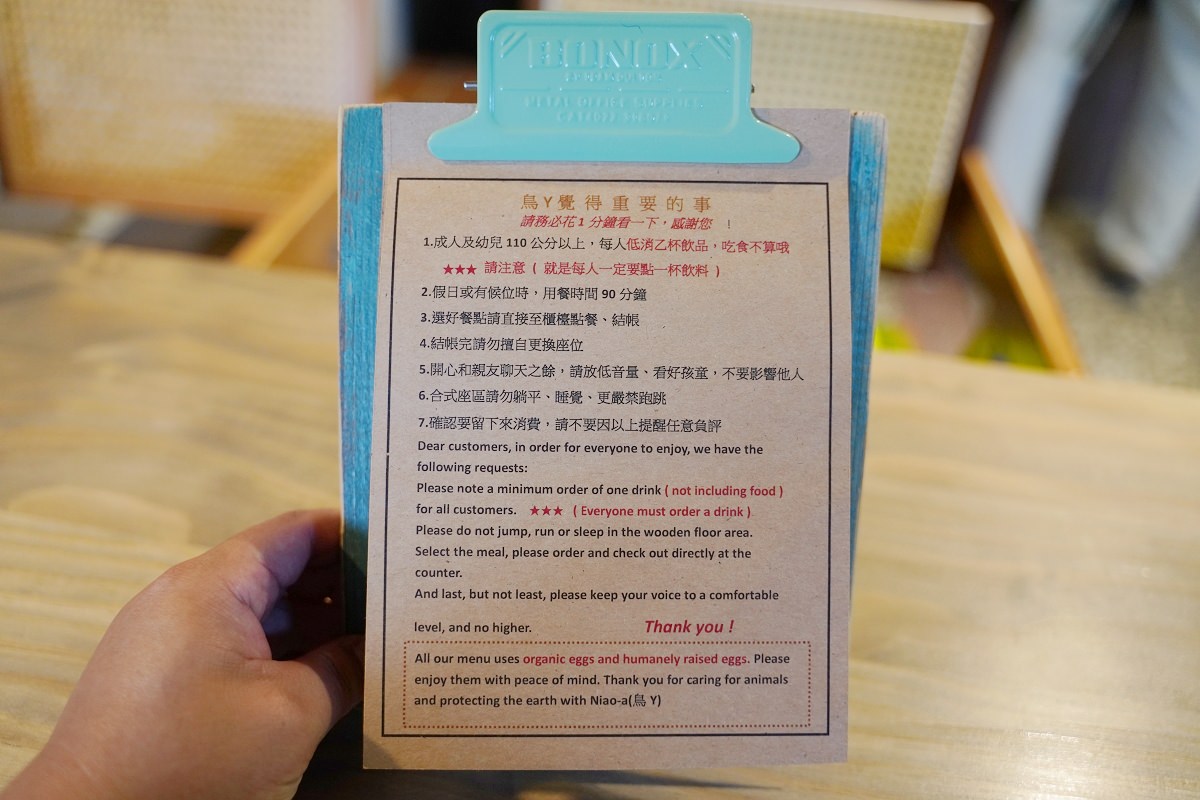 HINIX
METAL OFFICE SUPPLIES
鳥Y覺得重要的事
請務必花1分鐘看一下，感謝您 !
1.成人及幼兒110公分以上，每人低消乙杯飲品，吃食不算哦
★★★ 請注意 ( 就是每人一定要點一杯飲料 )
2.假日或有候位時，用餐時間90分鐘
3.選好餐點請直接至櫃檯點餐、結帳
4.結帳完請勿擅自更換座位
5.開心和親友聊天之餘，請放低音量、看好孩童，不要影響他人
6.合式座區請勿躺平、睡覺、更嚴禁跑跳
7.確認要留下來消費，請不要因以上提醒任意負評
Dear customers, in order for everyone to enjoy, we have the
following requests:
Please note a minimum order of one drink ( not including food )
for all customers. ★★★ ( Everyone must order a drink )
Please do not jump, run or sleep in the wooden floor area.
Select the meal, please order and check out directly at the
counter.
And last, but not least, please keep your voice to a comfortable
level, and no higher. Thank you !
All our menu uses organic eggs and humanely raised eggs. Please
enjoy them with peace of mind. Thank you for caring for animals
and protecting the earth with Niao-a(鳥 Y)